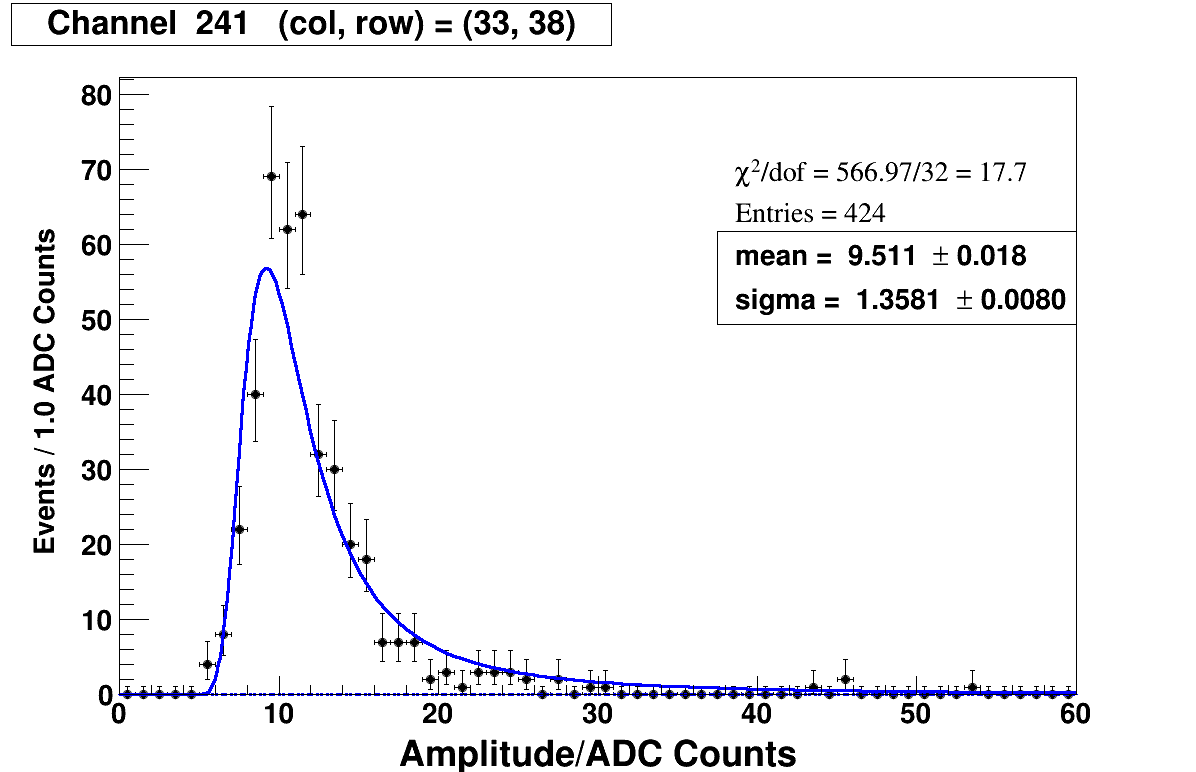 Channel 241 (col, row) = (33, 38)
80
70
60
50
40
30
20
10
0
Events / 1.0 ADC Counts
χ²/dof = 566.97/32 = 17.7
Entries = 424
mean = 9.511 ± 0.018
sigma = 1.3581 ± 0.0080
0 10 20 30 40 50 60
Amplitude/ADC Counts